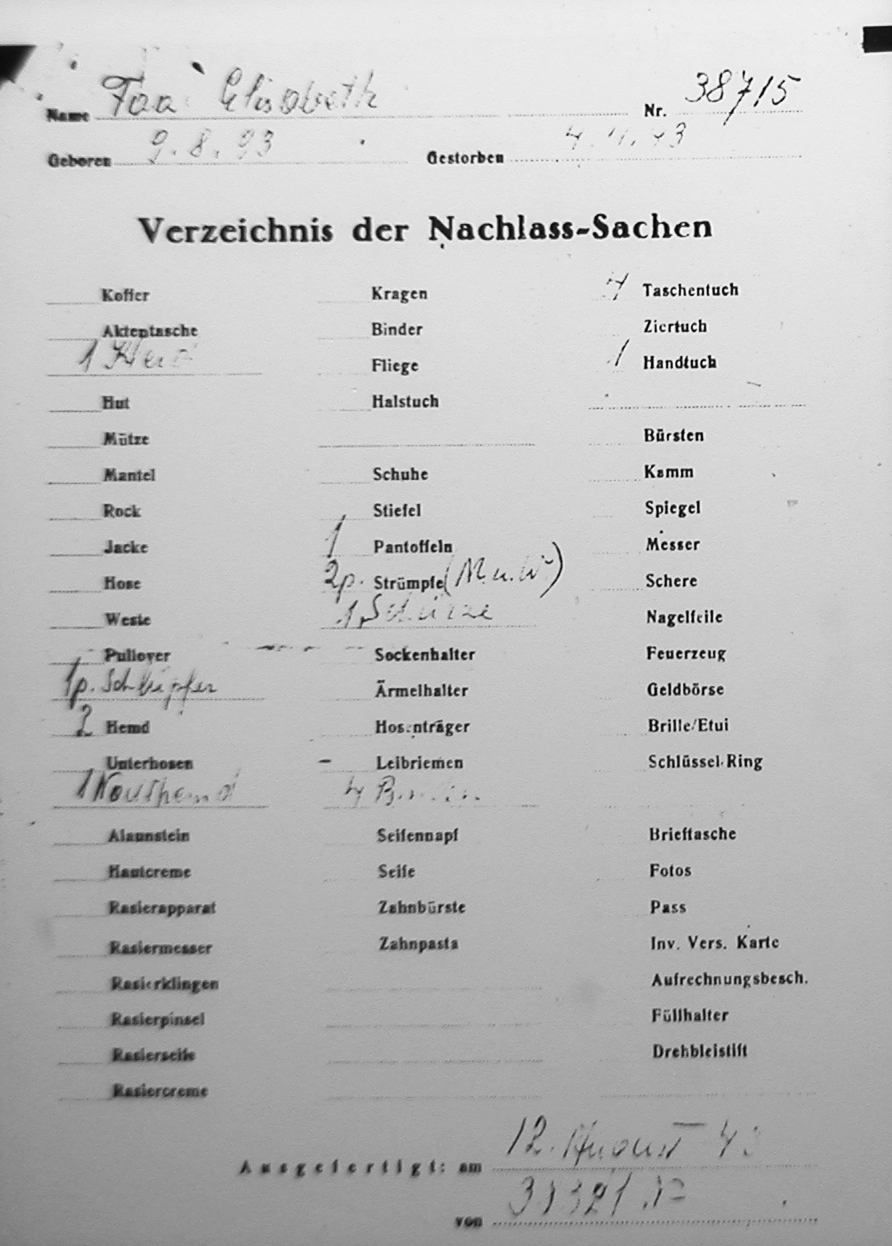 Name Faa Elisabeth Nr. 38715
Geboren 9.8.93 Gestorben
Verzeichnis der Nachlass-Sachen
Koffer Kragen Taschentuch
Aktentasche Binder Ziertuch
1 Kleid Fliege 1 Handtuch
Hut Halstuch
Mütze Bürsten
Mantel Schuhe Kamm
Rock Stiefel Spiegel
Jacke 1 Pantoffeln Messer
Hose 2p. Strümpfe Schere
Weste 1 Schürze Nagelfeile
Pullover Sockenhalter Feuerzeug
1p. Schlüpfer Ärmelhalter Geldbörse
2 Hemd Hosenträger Brille/Etui
Unterhosen - Leibriemen Schlüssel-Ring
1
Alaunstein Seifennapf Brieftasche
Hautcreme Seife Fotos
Rasierapparat Zahnbürste Pass
Rasiermesser Zahnpasta Inv. Vers. Karte
Rasierklingen Aufrechnungsbesch.
Rasierpinsel Füllhalter
Rasierseife Drehbleistift
Rasiercreme
Ausgefertigt: am 12. August 43
von